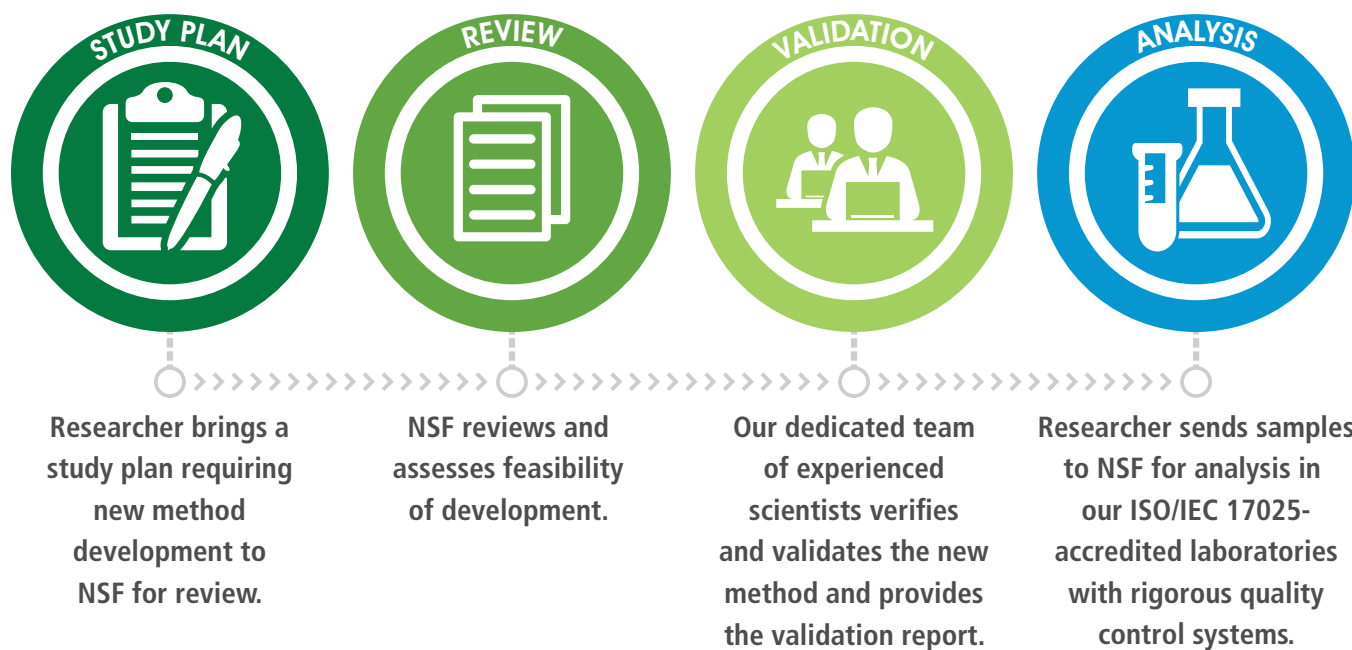 STUDY PLAN
REVIEW
VALIDATION
ANALYSIS
Researcher brings a
study plan requiring
new method
development to
NSF for review.
NSF reviews and
assesses feasibility
of development.
Our dedicated team
of experienced
scientists verifies
and validates the new
method and provides
the validation report.
Researcher sends samples
to NSF for analysis in
our ISO/IEC 17025-
accredited laboratories
with rigorous quality
control systems.